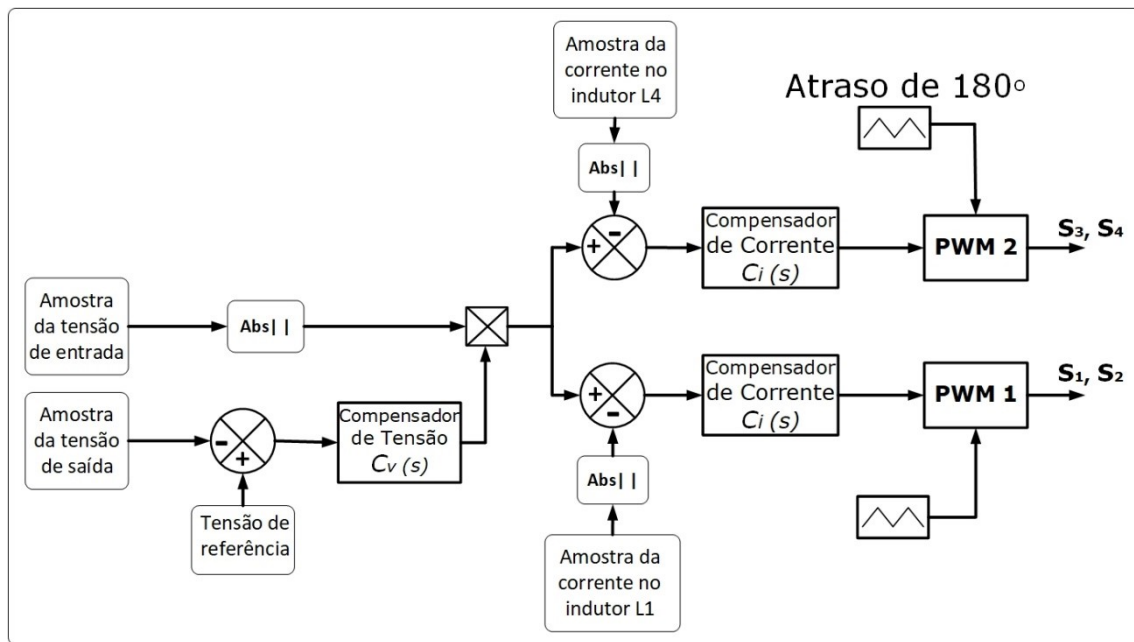 Amostra da
corrente no
indutor L4
Atraso de 180º
Abs| |
Compensador
de Corrente
Ci (s)
PWM 2
S3, S4
Amostra
da tensão
de entrada
Abs| |
Compensador
de Corrente
Ci (s)
PWM 1
S1, S2
Amostra
da tensão
de saída
Compensador
de Tensão
Cv (s)
Abs| |
Tensão de
referência
Amostra da
corrente no
indutor L1